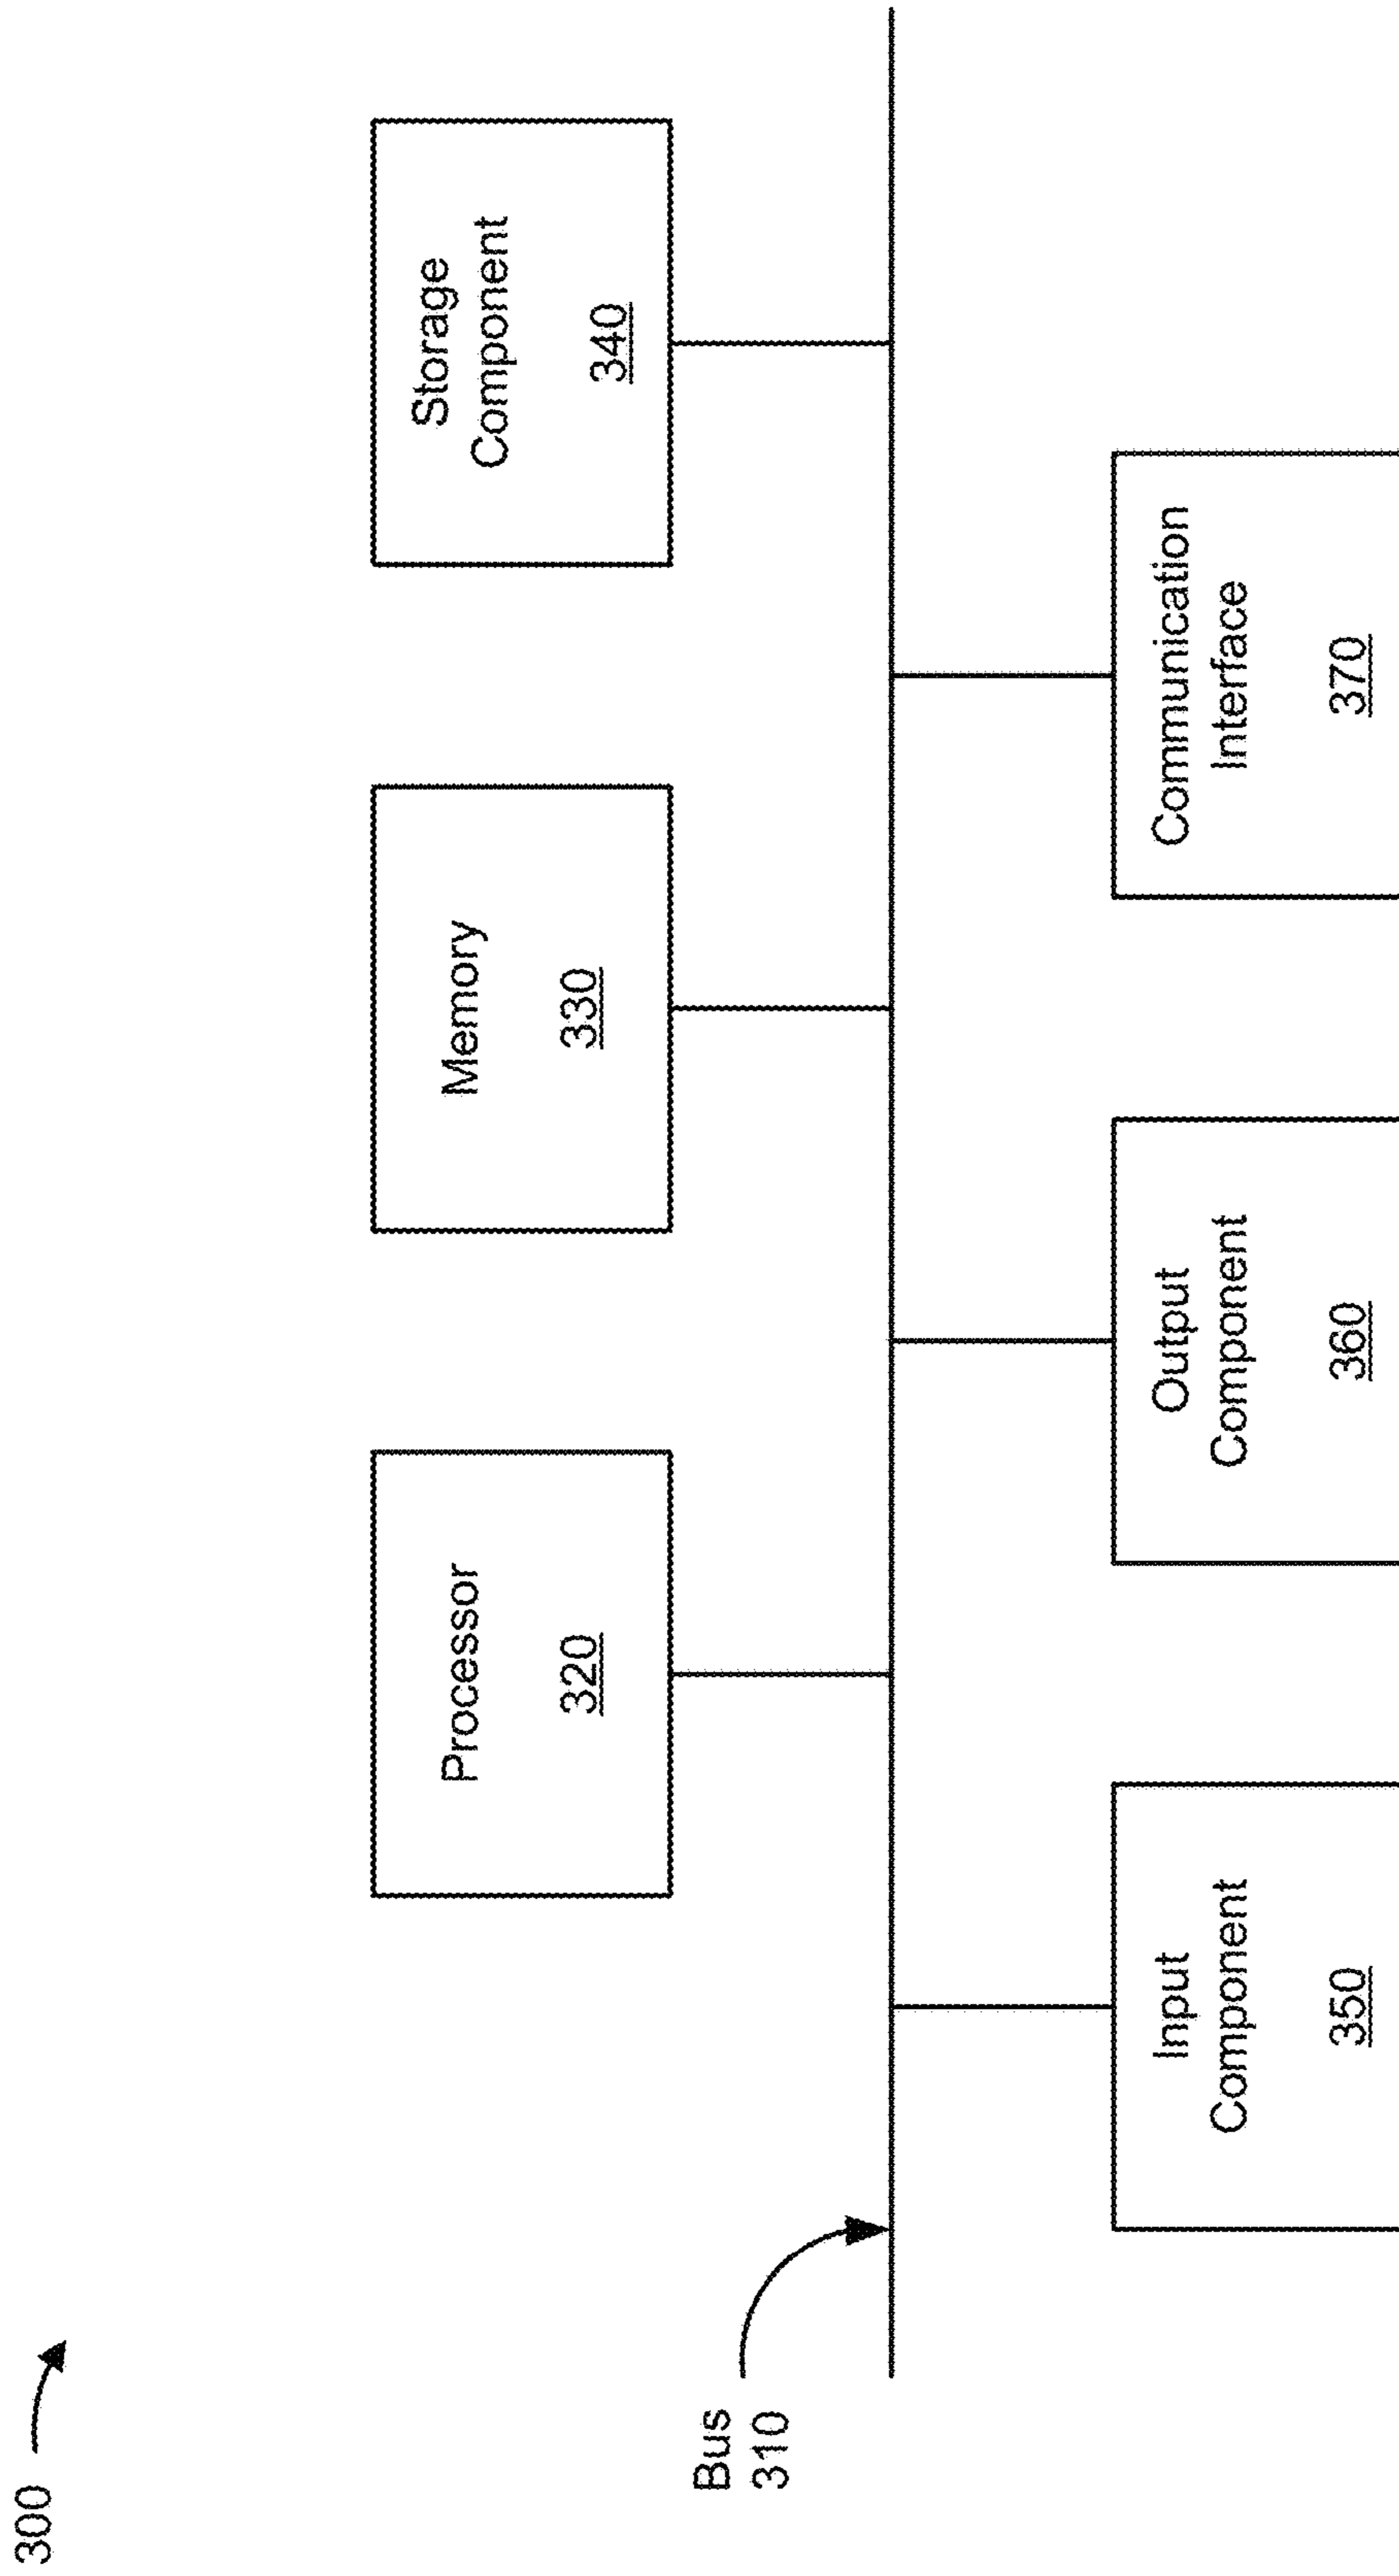 300
Processor
320
Memory
330
Storage
Component
340
Bus
310
Input
Component
350
Output
Component
360
Communication
Interface
370